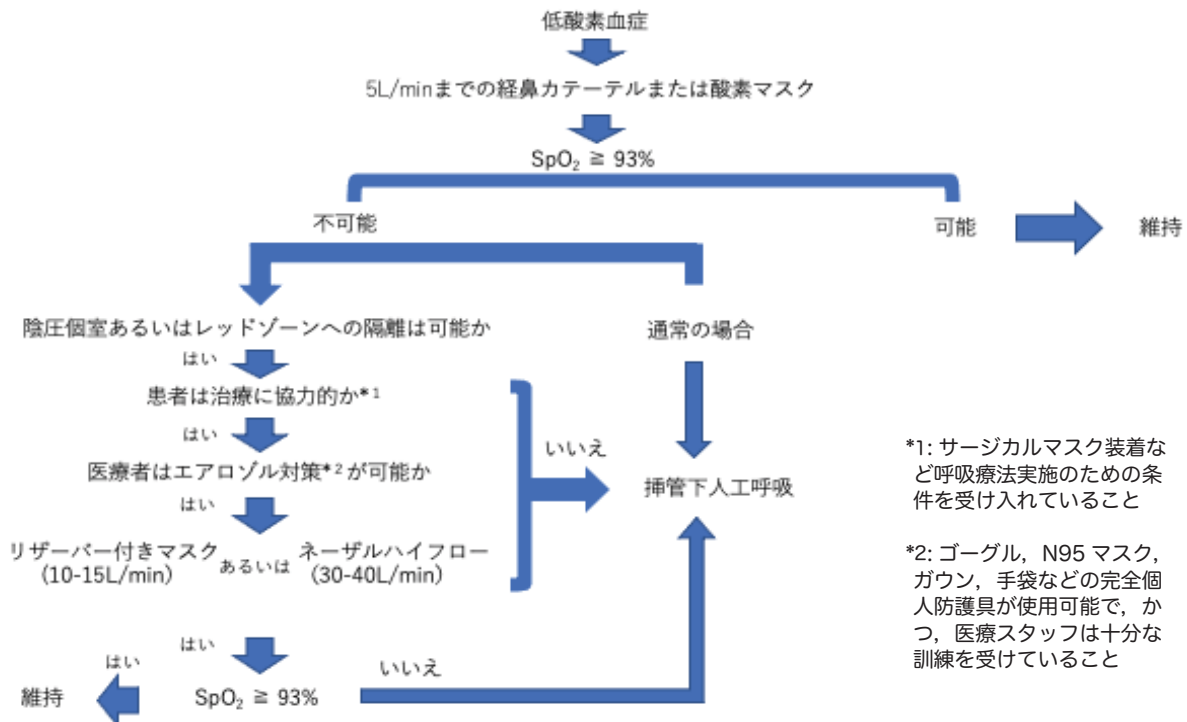 低酸素血症
5L/minまでの経鼻カテーテルまたは酸素マスク
SpO₂ ≧ 93%
不可能
可能
維持
陰圧個室あるいはレッドゾーンへの隔離は可能か
通常の場合
はい
患者は治療に協力的か*1
はい
いいえ
医療者はエアロゾル対策*2が可能か
挿管下人工呼吸
はい
リザーバー付きマスク
(10-15L/min)
あるいは
ネーザルハイフロー
(30-40L/min)
はい
はい
いいえ
維持
SpO₂ ≧ 93%
*1: サージカルマスク装着な
ど呼吸療法実施のための条
件を受け入れていること
*2: ゴーグル，N95 マスク，
ガウン，手袋などの完全個
人防護具が使用可能で，か
つ，医療スタッフは十分な
訓練を受けていること